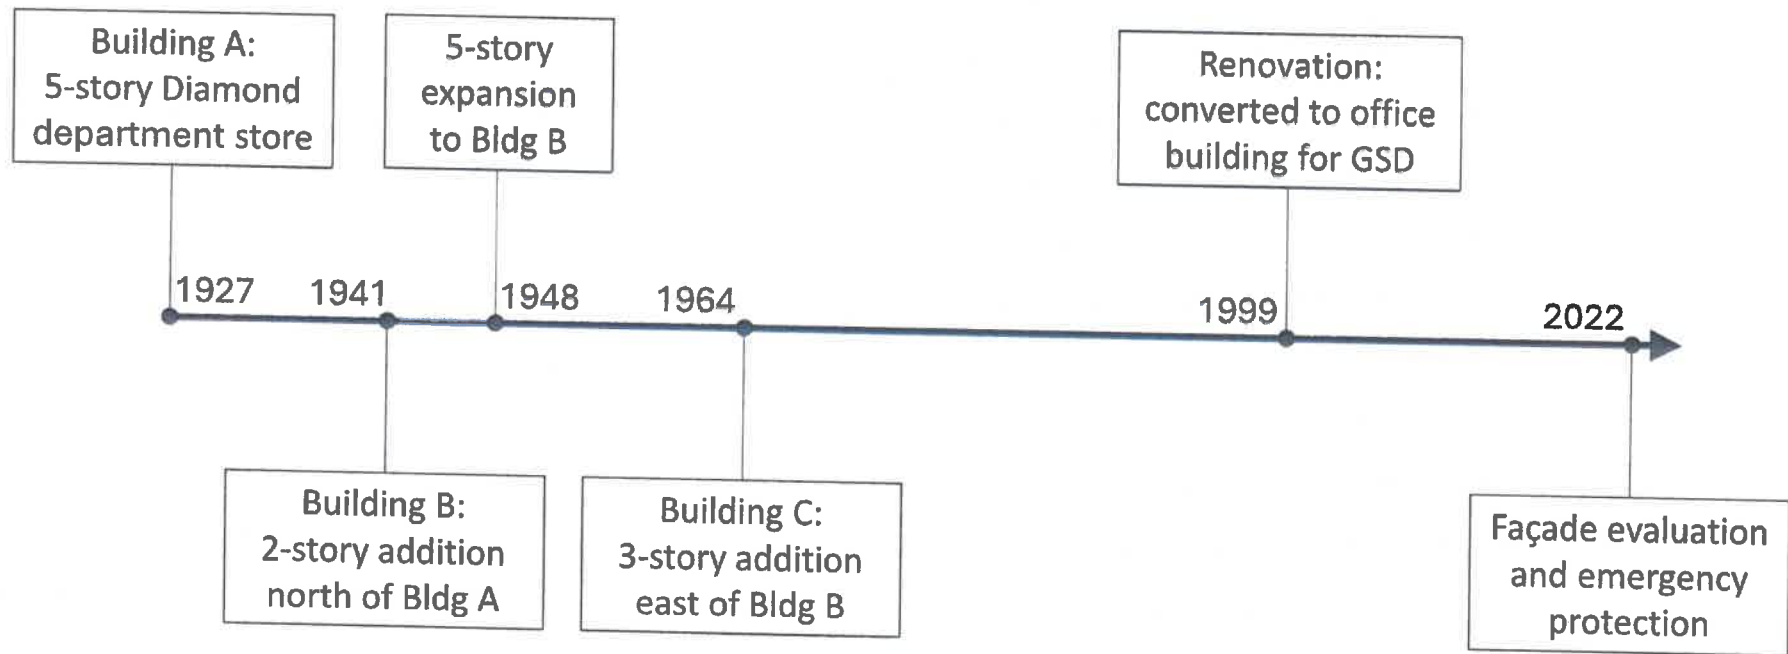 Building A:
5-story Diamond
department store
5-story
expansion
to Bldg B
Renovation:
converted to office
building for GSD
1927
1941
1948
1964
1999
2022
Building B:
2-story addition
north of Bldg A
Building C:
3-story addition
east of Bldg B
Façade evaluation
and emergency
protection